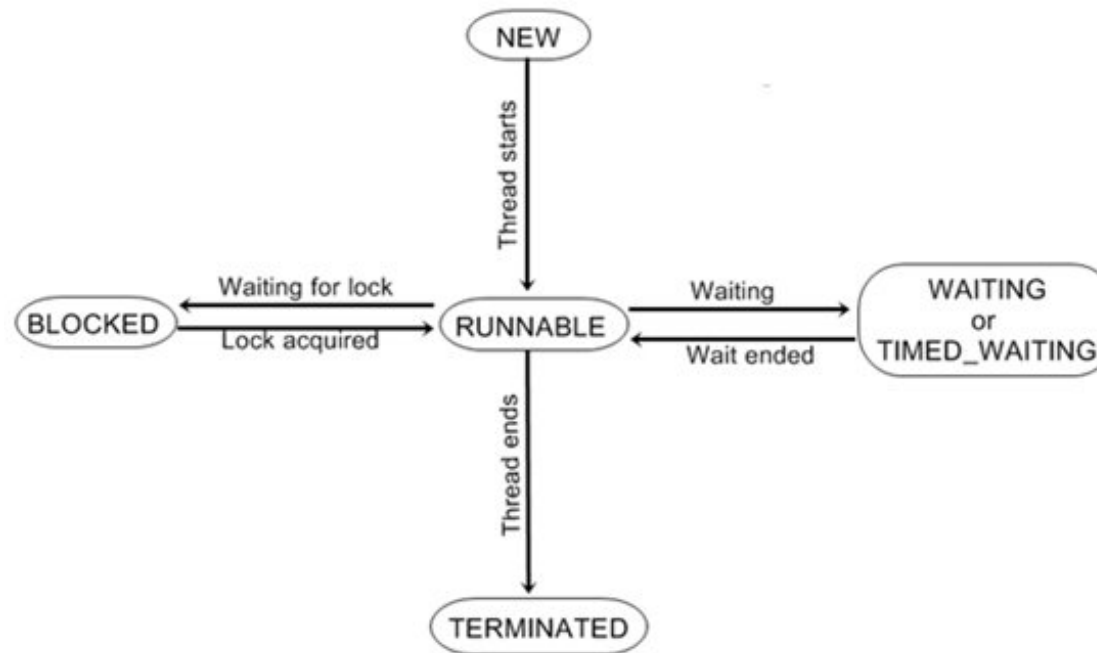 NEW
Thread starts
Waiting for lock
Waiting
BLOCKED
RUNNABLE
WAITING
or
TIMED_WAITING
Lock acquired
Wait ended
Thread ends
TERMINATED